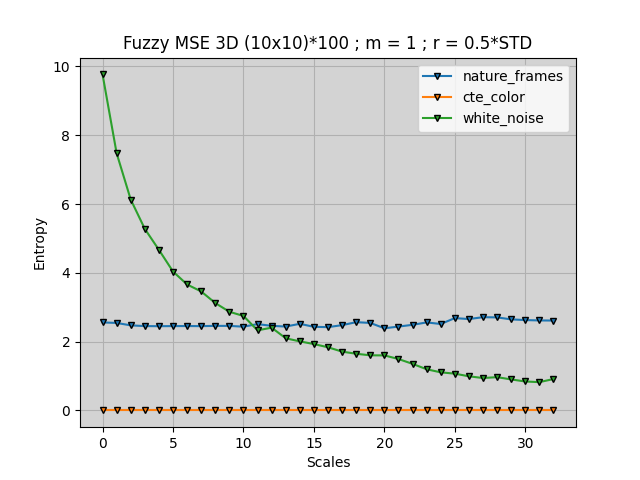 Fuzzy MSE 3D (10x10)*100 ; m = 1 ; r = 0.5*STD
nature_frames
cte_color
white_noise
10
8
6
4
2
0
Entropy
0 5 10 15 20 25 30
Scales